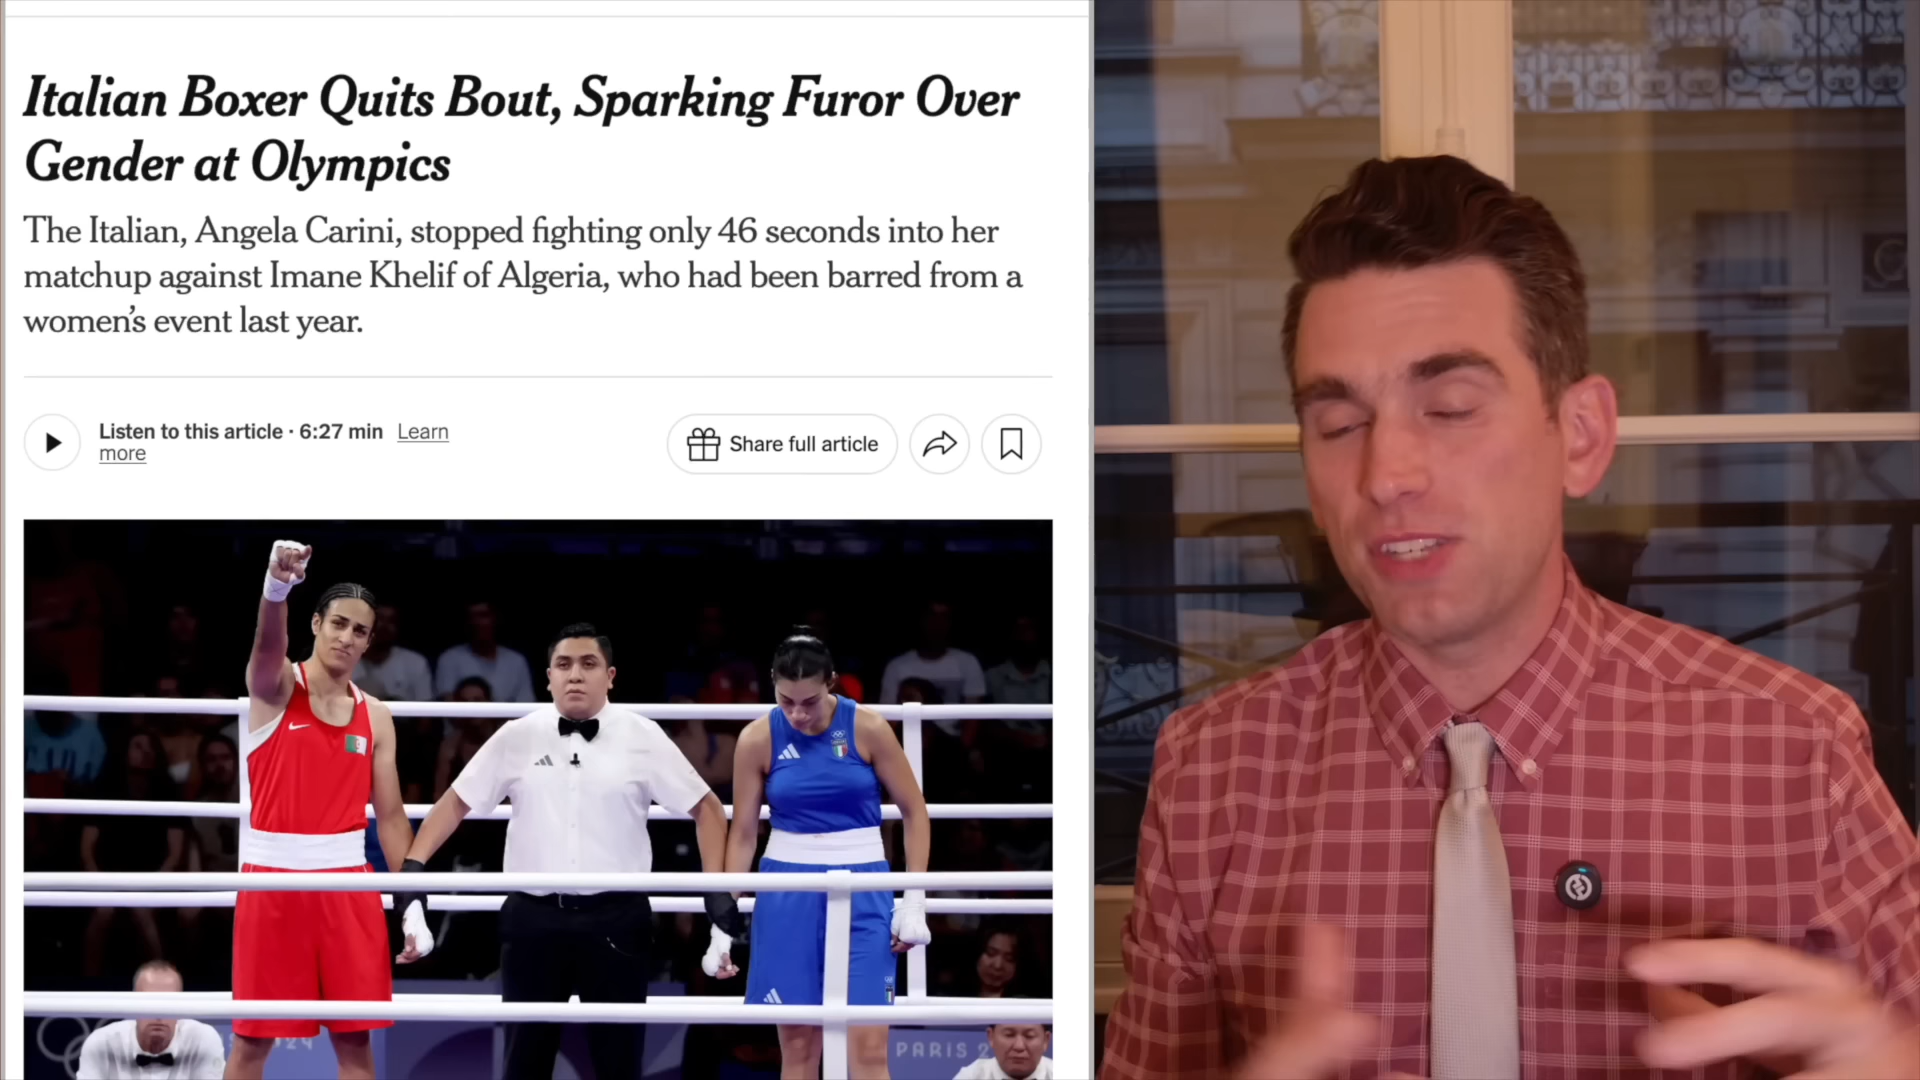 Italian Boxer Quits Bout, Sparking Furor Over
Gender at Olympics
The Italian, Angela Carini, stopped fighting only 46 seconds into her
matchup against Imane Khelif of Algeria, who had been barred from a
women's event last year.
Listen to this article · 6:27 min Learn
more
Share full article
PARIS 2